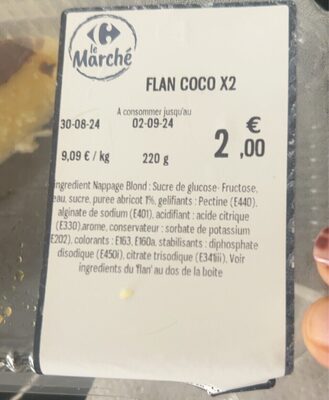 le
Marché
FLAN COCO X2
A consommer jusqu'au
30-08-24 02-09-24
2 ,00 €
9,09 € / kg 220 g
ingredient Nappage Blond : Sucre de glucose- Fructose,
eau, sucre, puree abricot 1%, gelifiants : Pectine (E440),
alginate de sodium (E401), acidifiant : acide citrique
(E330),arome, conservateur : sorbate de potassium
(E202), colorants : E163, E160a, stabilisants : diphosphate
disodique (E450i), citrate trisodique (E341iii). Voir
ingredients du 'flan' au dos de la boite